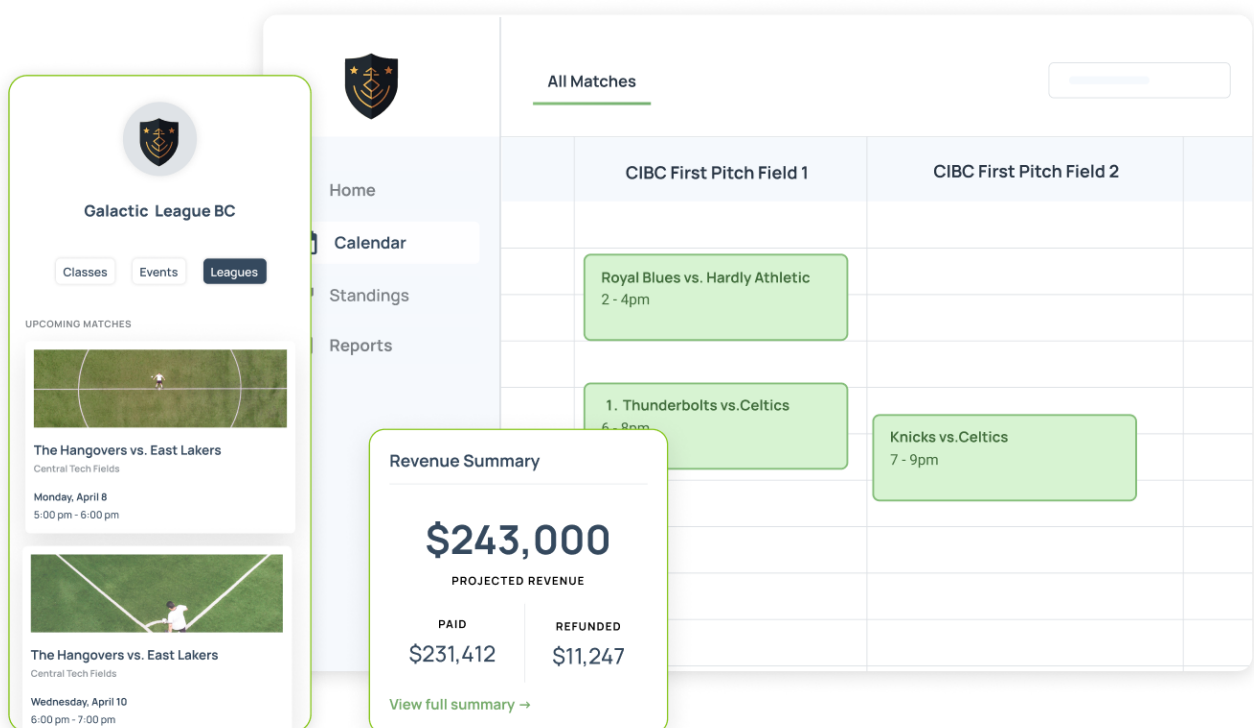 Galactic League BC
Classes
Events
Leagues
UPCOMING MATCHES
The Hangovers vs. East Lakers
Central Tech Fields
Monday, April 8
5:00 pm - 6:00 pm
The Hangovers vs. East Lakers
Central Tech Fields
Wednesday, April 10
6:00 pm - 7:00 pm
Home
Calendar
Standings
Reports
All Matches
CIBC First Pitch Field 1
CIBC First Pitch Field 2
Royal Blues vs. Hardly Athletic
2 - 4pm
1. Thunderbolts vs.Celtics
6 - 8pm
Knicks vs.Celtics
7 - 9pm
Revenue Summary
$243,000
PROJECTED REVENUE
PAID
$231,412
REFUNDED
$11,247
View full summary →